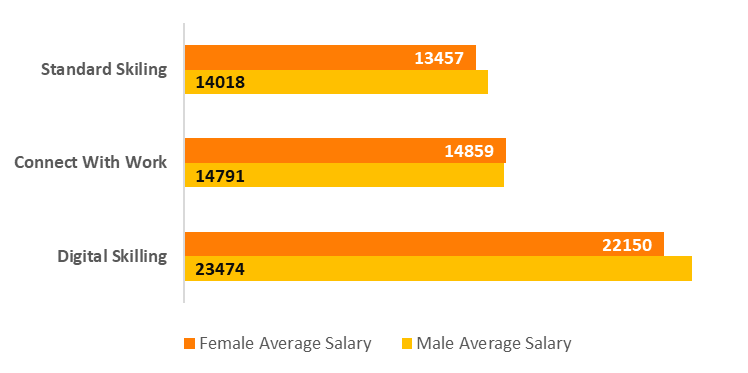 Standard Skiling
13457
14018
Connect With Work
14859
14791
Digital Skilling
22150
23474
Female Average Salary
Male Average Salary